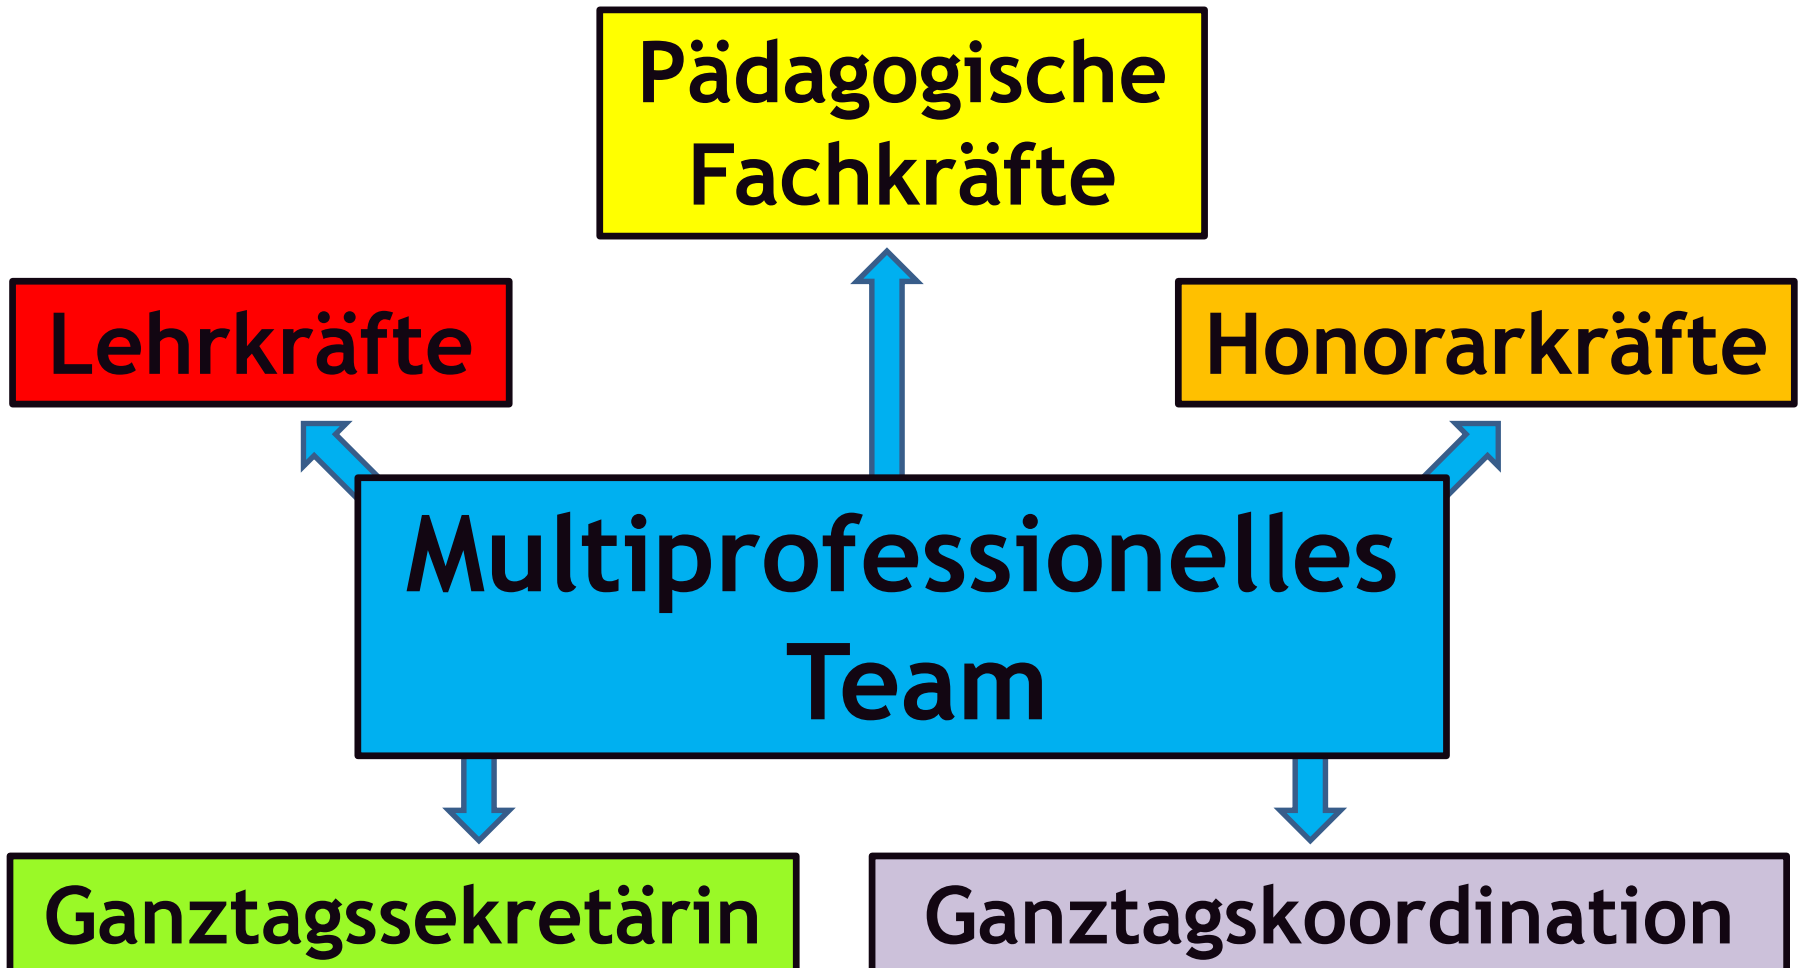 Pädagogische
Fachkräfte
Lehrkräfte
Honorarkräfte
Multiprofessionelles
Team
Ganztagssekretärin
Ganztagskoordination